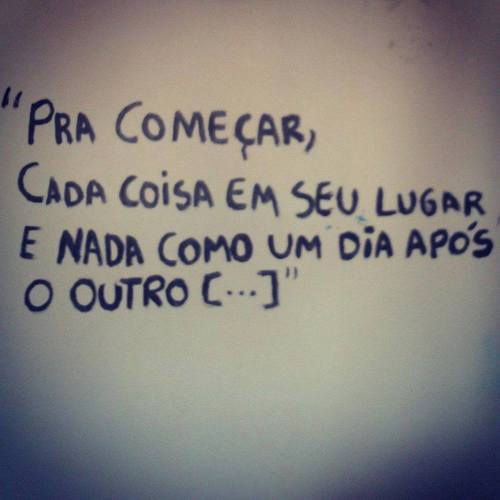 "PRA COMEÇAR,
CADA COISA EM SEU LUGAR
E NADA COMO UM DIA APÓS
O OUTRO [...]"